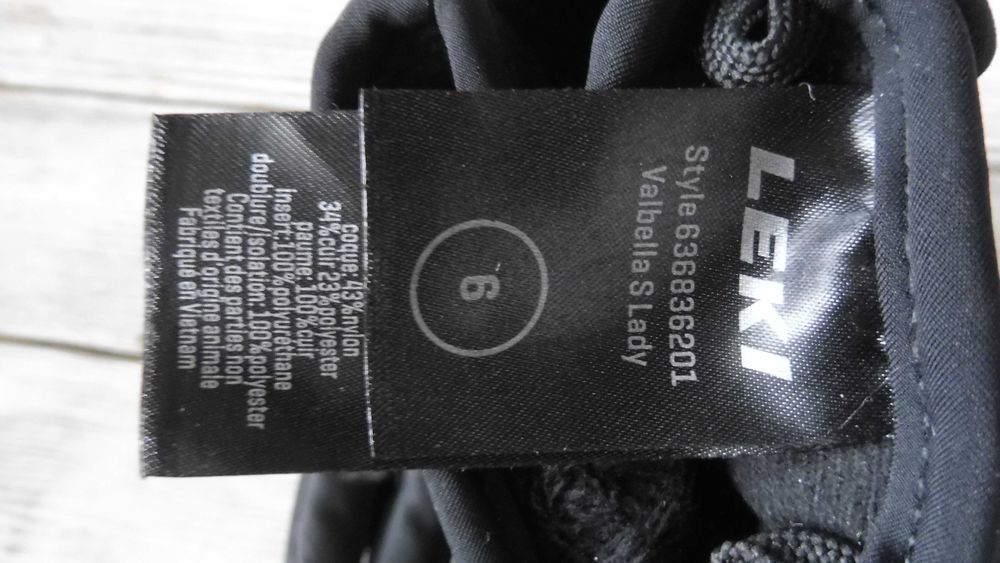 LEKI
Style 636836201
Valbella S Lady
6
coque:43%nylon
34%cuir 23%polyester
paume: 100%cuir
insert:100%polyuréthane
doublure/isolation:100%polyester
Contient des parties non
textiles d'origine animale
Fabriqué en Vietnam